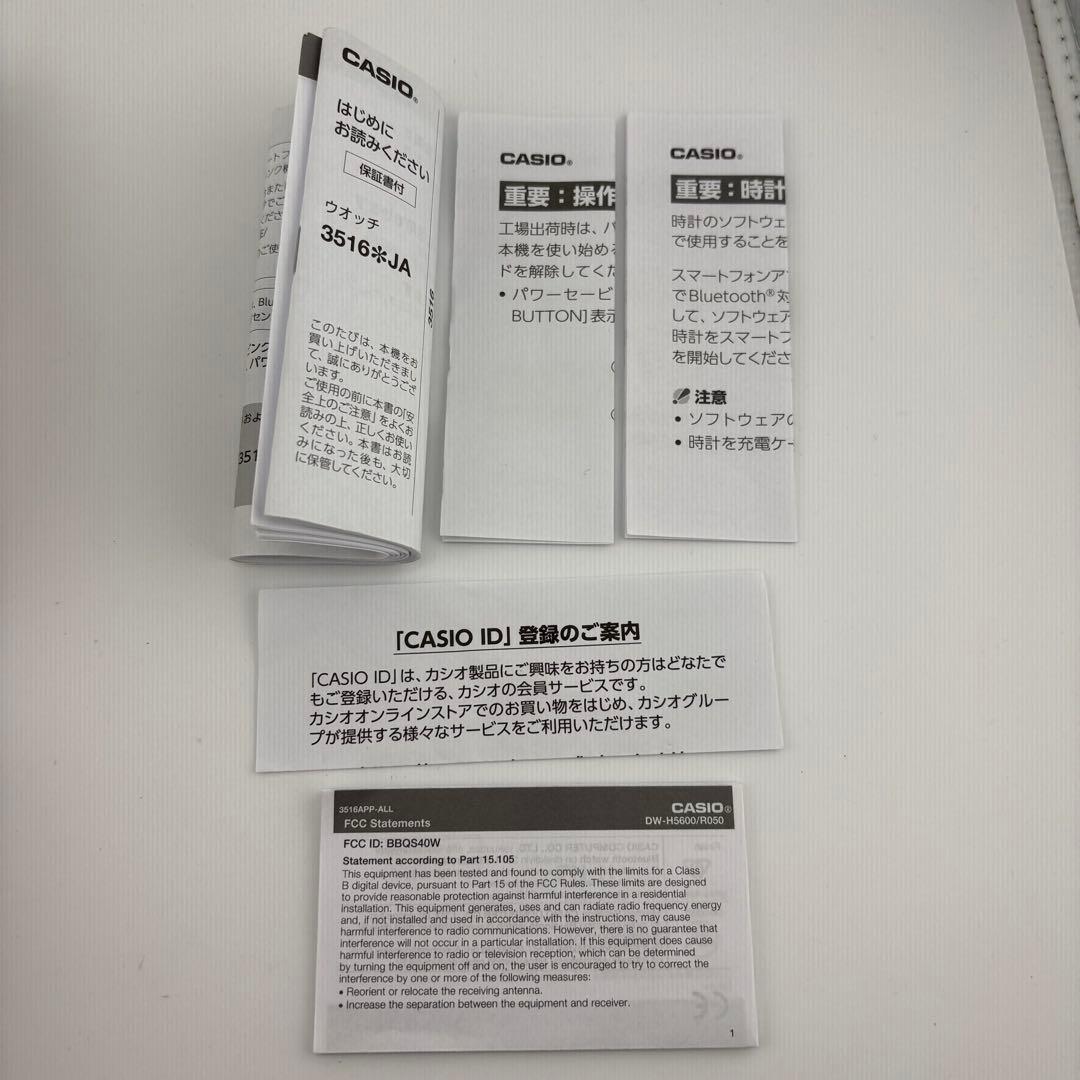 CASIO®
はじめに
お読みください
保証書付
ウオッチ
3516✻JA
3516
このたびは、本機をお
買い上げいただきまし
て、誠にありがとうござ
います。
ご使用の前に本書の「安
全上のご注意」をよくお
読みの上、正しくお使い
ください。本書はお読
みになった後も、大切
に保管してください。
CASIO®
重要：操作
工場出荷時は、パ
本機を使い始める
ドを解除してくだ
• パワーセービ
BUTTON]表示
CASIO®
重要：時計
時計のソフトウェ
で使用することを
スマートフォンア
でBluetooth®対
して、ソフトウェア
時計をスマートフ
を開始してくださ
注意
• ソフトウェアの
• 時計を充電ケー
「CASIO ID」登録のご案内
「CASIO ID」は、カシオ製品にご興味をお持ちの方はどなたで
もご登録いただける、カシオの会員サービスです。
カシオオンラインストアでのお買い物をはじめ、カシオグルー
プが提供する様々なサービスをご利用いただけます。
3516APP-ALL
CASIO®
FCC Statements
DW-H5600/R050
FCC ID: BBQS40W
Statement according to Part 15.105
This equipment has been tested and found to comply with the limits for a Class
B digital device, pursuant to Part 15 of the FCC Rules. These limits are designed
to provide reasonable protection against harmful interference in a residential
installation. This equipment generates, uses and can radiate radio frequency energy
and, if not installed and used in accordance with the instructions, may cause
harmful interference to radio communications. However, there is no guarantee that
interference will not occur in a particular installation. If this equipment does cause
harmful interference to radio or television reception, which can be determined
by turning the equipment off and on, the user is encouraged to try to correct the
interference by one or more of the following measures:
• Reorient or relocate the receiving antenna.
• Increase the separation between the equipment and receiver.
1